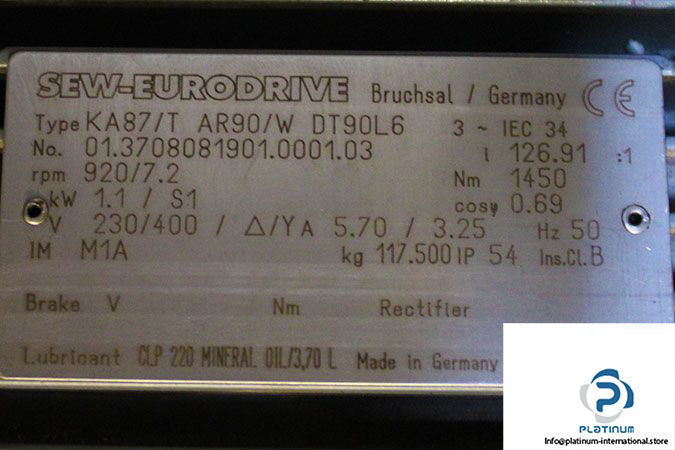 SEW-EURODRIVE Bruchsal / Germany CE
Type KA87/T AR90/W DT90L6 3 ~ IEC 34
No. 01.3708081901.0001.03 i 126.91 :1
rpm 920/7.2 Nm 1450
kW 1.1 / S1 cosφ 0.69
V 230/400 / Δ/Y A 5.70 / 3.25 Hz 50
IM M1A kg 117.500 IP 54 Ins.Cl. B
Brake V Nm Rectifier
Lubricant CLP 220 MINERAL OIL/3,70 L Made in Germany
PLATINUM
Info@platinum-international.store